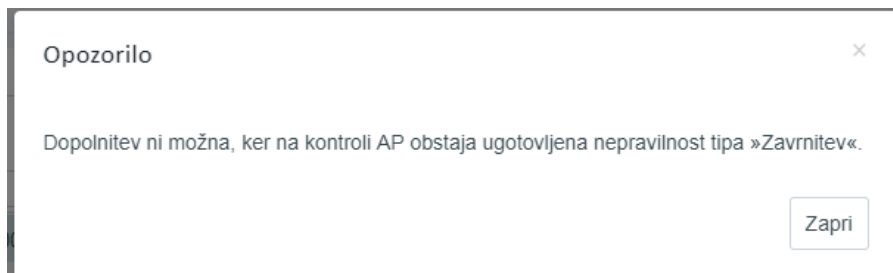 Opozorilo
Dopolnitev ni možna, ker na kontroli AP obstaja ugotovljena nepravilnost tipa »Zavrnitev«.
Zapri